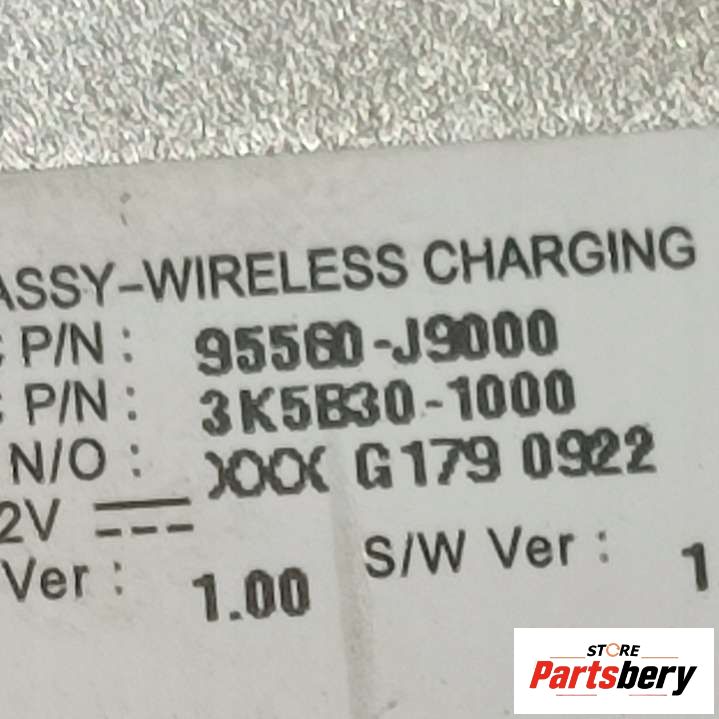 ASSY-WIRELESS CHARGING
P/N : 95560-J9000
P/N : 3K5B30-1000
N/O : XXX G179 0922
2V
Ver : 1.00 S/W Ver : 1
STORE
Partsbery